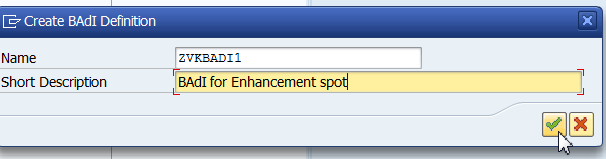 Create BAdI Definition
Name ZVKBADI1
Short Description BAdI for Enhancement spot